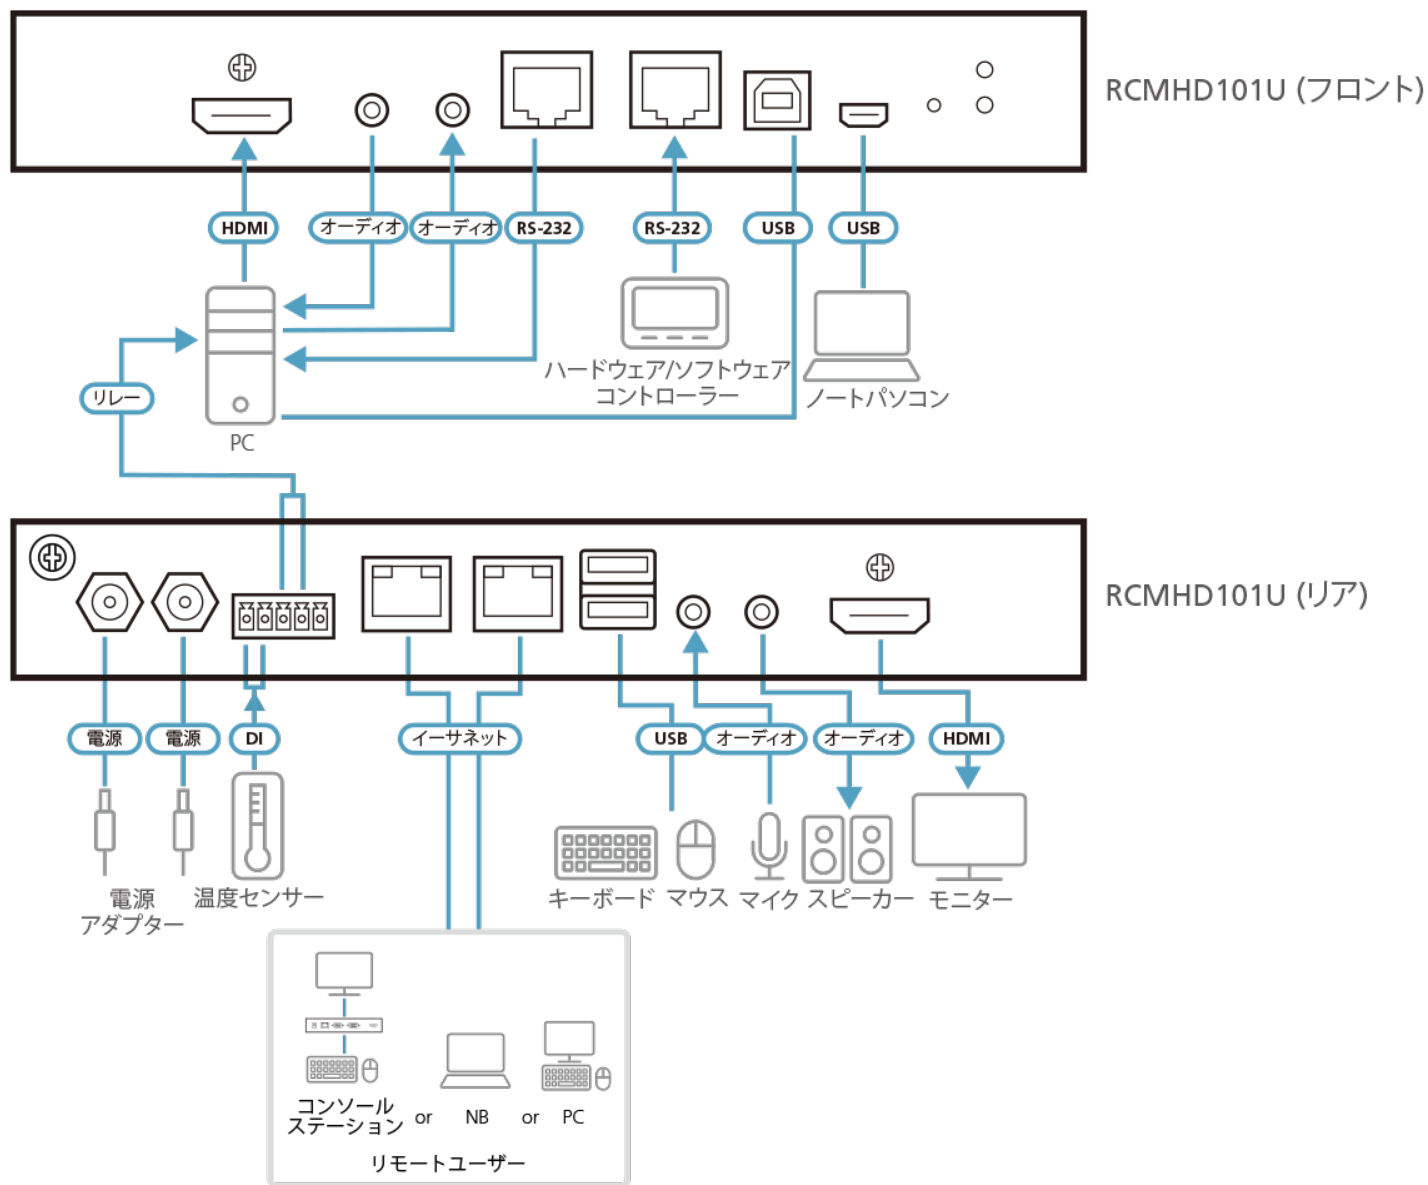 RCMHD101U (フロント)
HDMI
オーディオ
オーディオ
RS-232
RS-232
USB
USB
ハードウェア/ソフトウェア
コントローラー
ノートパソコン
リレー
PC
RCMHD101U (リア)
電源
電源
DI
イーサネット
USB
オーディオ
オーディオ
HDMI
電源
アダプター
温度センサー
キーボード
マウス
マイク
スピーカー
モニター
コンソール
ステーション
or
NB
or
PC
リモートユーザー